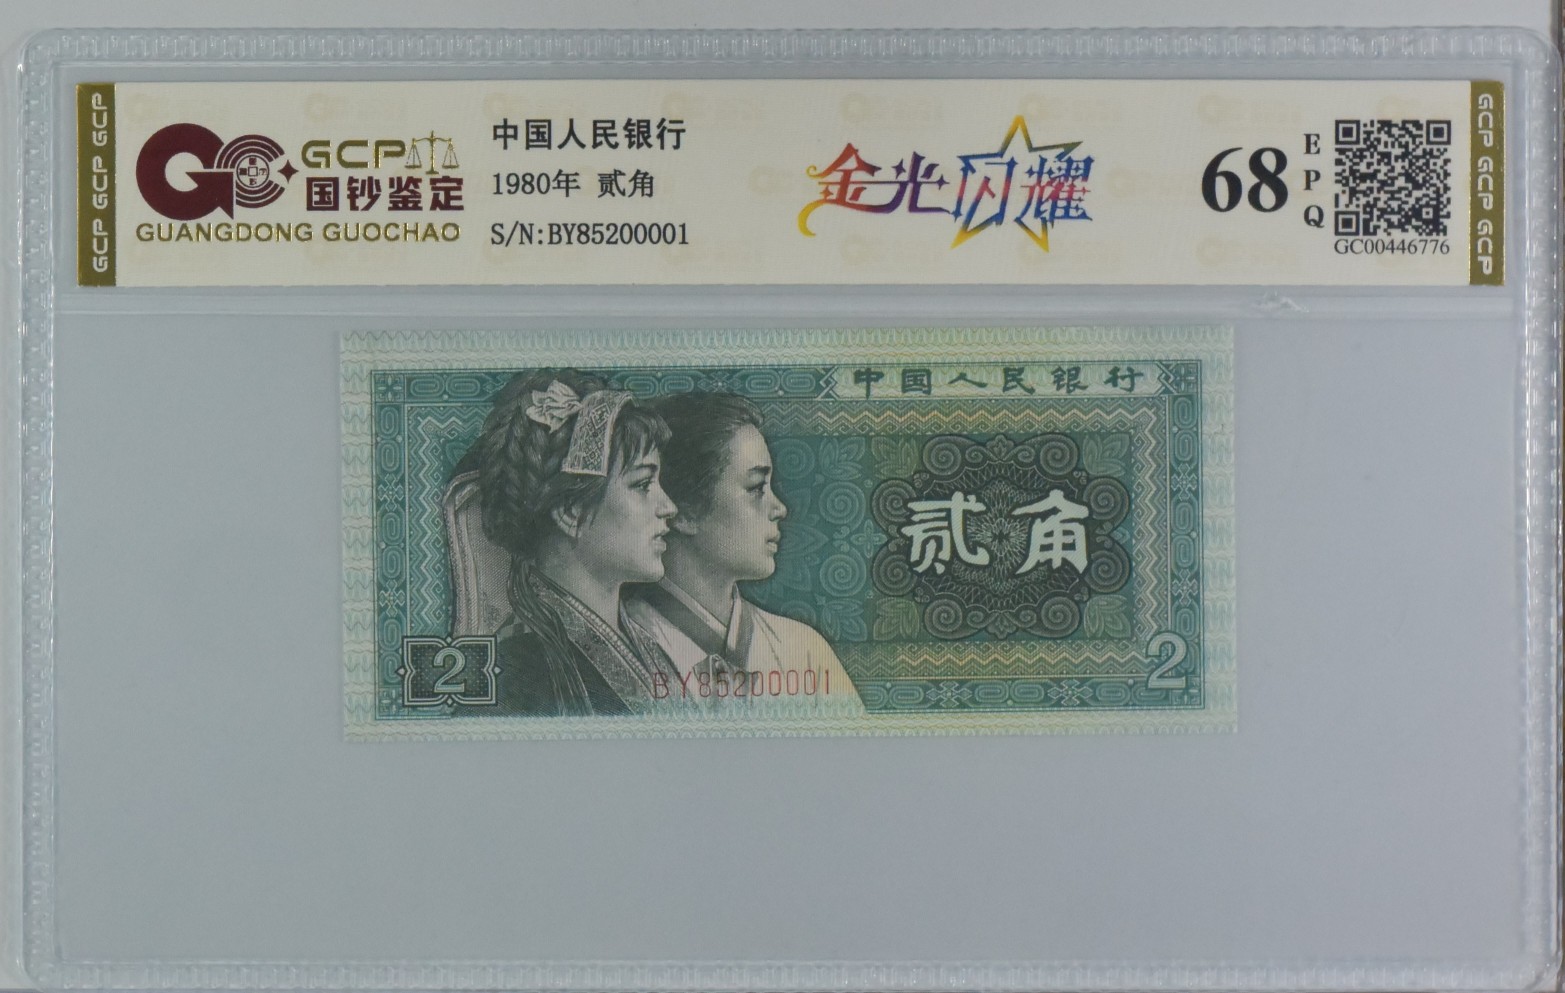 GCP GCP GCP
GCP
国钞鉴定
GUANGDONG GUOCHAO
中国人民银行
1980年 贰角
S/N:BY85200001
金光闪耀
68
EPQ
GC00446776
GCP GCP GCP
中国人民银行
贰角
2
2
BY85200001